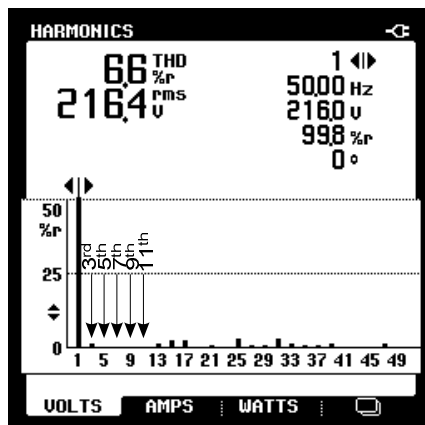 HARMONICS
6.6 THD %r
216.4 rms V
1
50.00 Hz
216.0 V
99.8 %r
0 °
50
%r
25
0
3rd 5th 7th 9th 11th
1 5 9 13 17 21 25 29 33 37 41 45 49
VOLTS AMPS WATTS